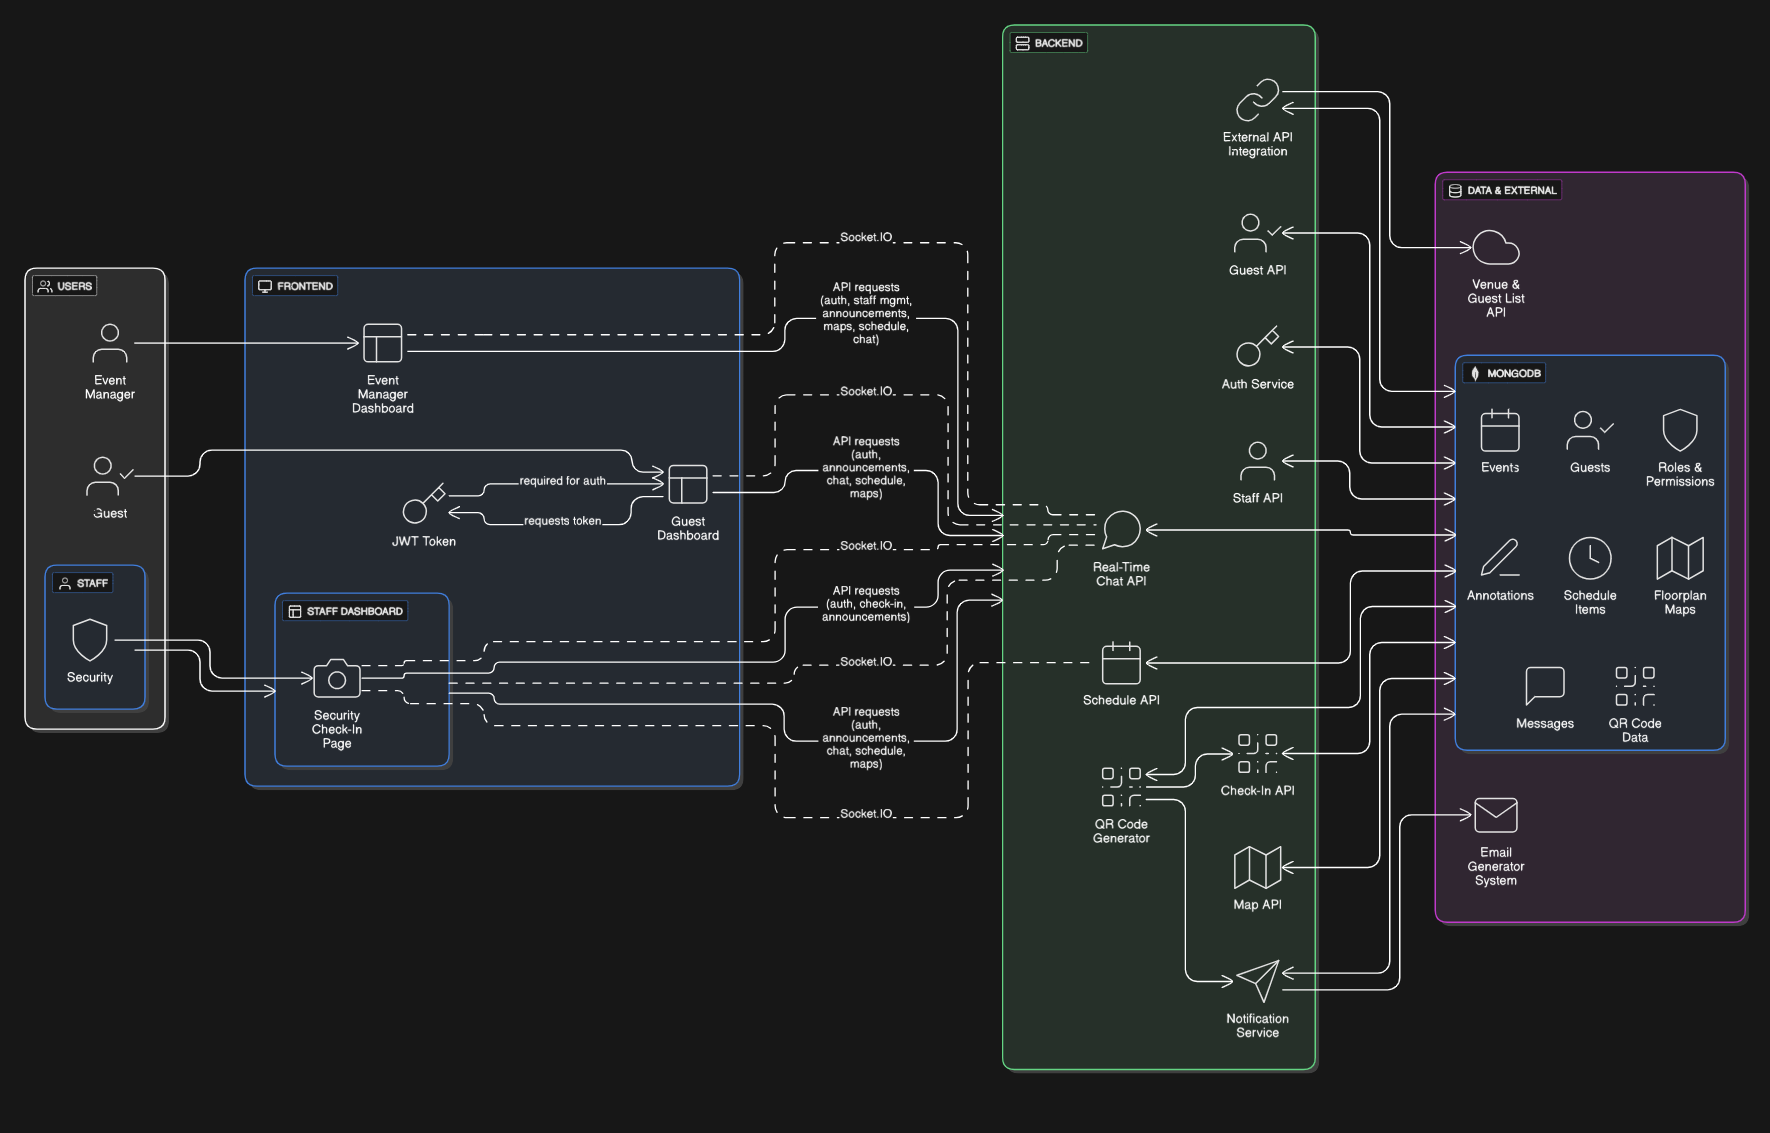 USERS
Event
Manager
Guest
STAFF
Security
FRONTEND
Event
Manager
Dashboard
required for auth
requests token
JWT Token
Guest
Dashboard
STAFF DASHBOARD
Security
Check-In
Page
Socket.IO
API requests
(auth, staff mgmt,
announcements,
maps, schedule,
chat)
Socket.IO
API requests
(auth,
announcements,
chat, schedule,
maps)
Socket.IO
API requests
(auth, check-in,
announcements)
Socket.IO
API requests
(auth,
announcements,
chat, schedule,
maps)
Socket.IO
BACKEND
External API
Integration
Guest API
Auth Service
Staff API
Real-Time
Chat API
Schedule API
Check-In API
QR Code
Generator
Map API
Notification
Service
DATA & EXTERNAL
Venue &
Guest List
API
MONGODB
Events
Guests
Roles &
Permissions
Annotations
Schedule
Items
Floorplan
Maps
Messages
QR Code
Data
Email
Generator
System